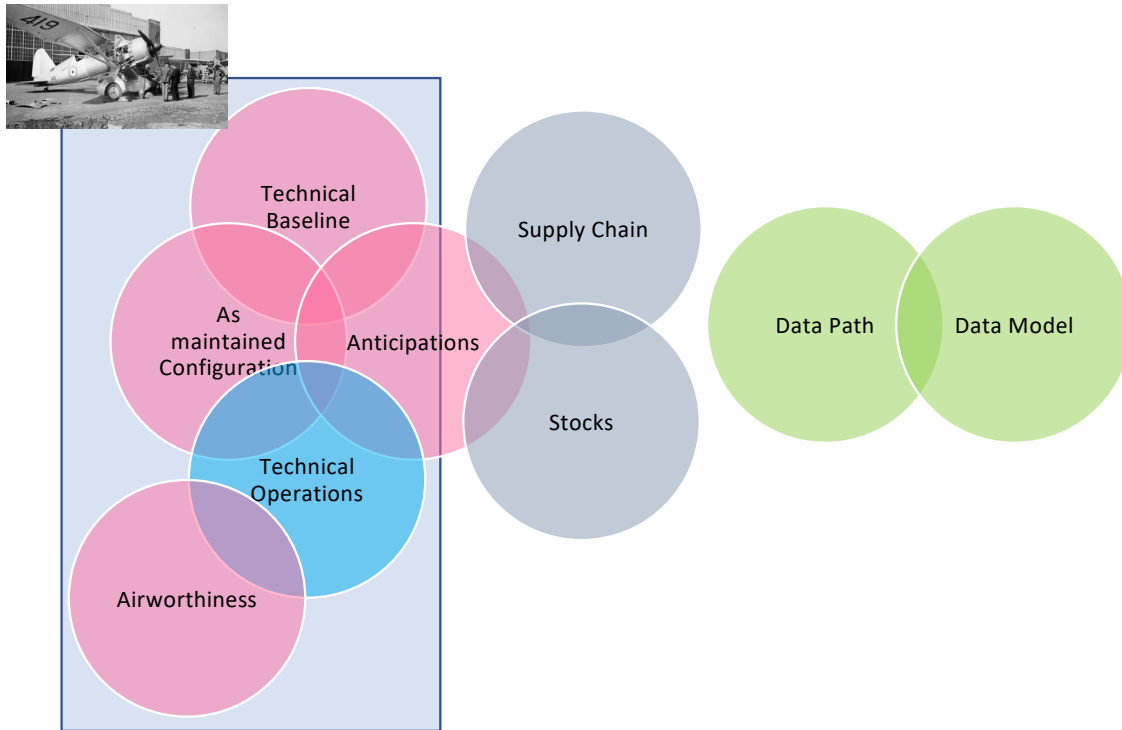 419
Technical
Baseline
Supply Chain
As
maintained
Configuration
Anticipations
Data Path
Data Model
Stocks
Technical
Operations
Airworthiness